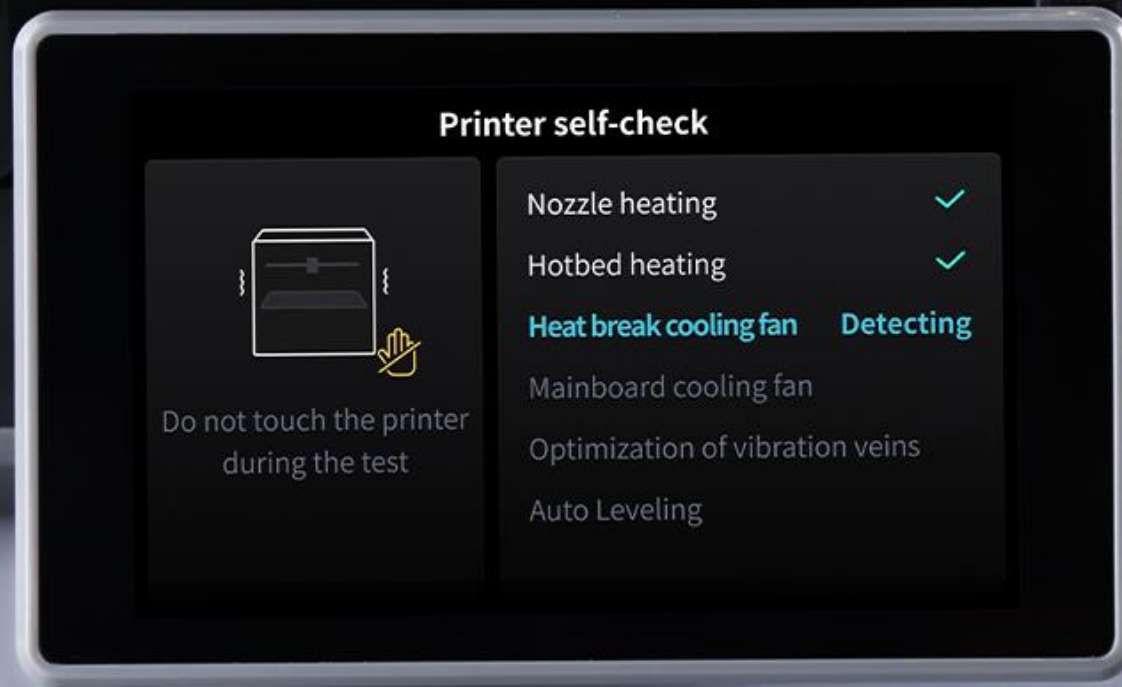 Printer self-check
Do not touch the printer
during the test
Nozzle heating
Hotbed heating
Heat break cooling fan Detecting
Mainboard cooling fan
Optimization of vibration veins
Auto Leveling